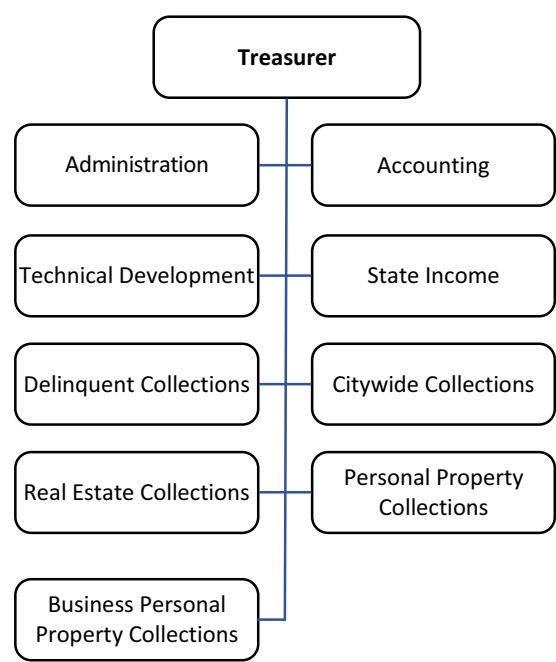 Treasurer
Administration
Accounting
Technical Development
State Income
Delinquent Collections
Citywide Collections
Real Estate Collections
Personal Property
Collections
Business Personal
Property Collections